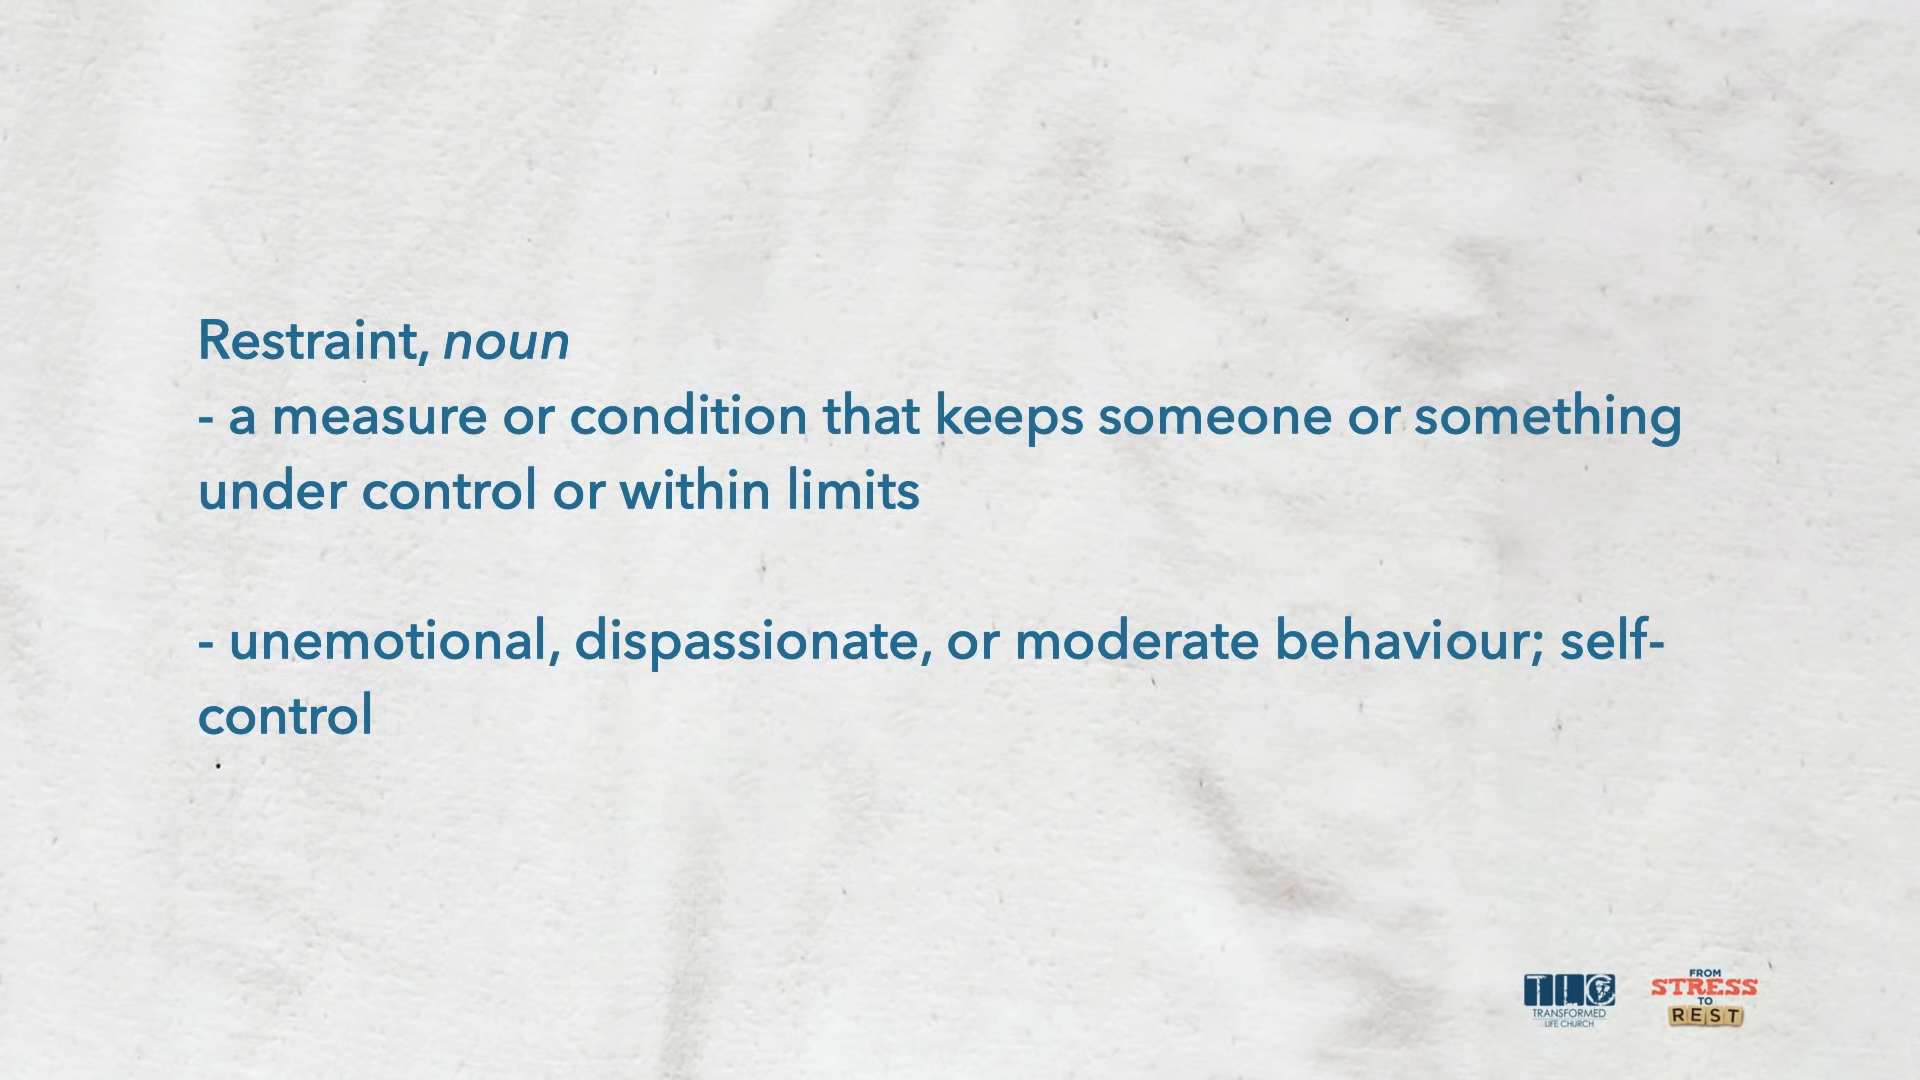 Restraint, noun
- a measure or condition that keeps someone or something
under control or within limits
- unemotional, dispassionate, or moderate behaviour; self-
control
TLC
TRANSFORMED
LIFE CHURCH
FROM
STRESS
TO
REST